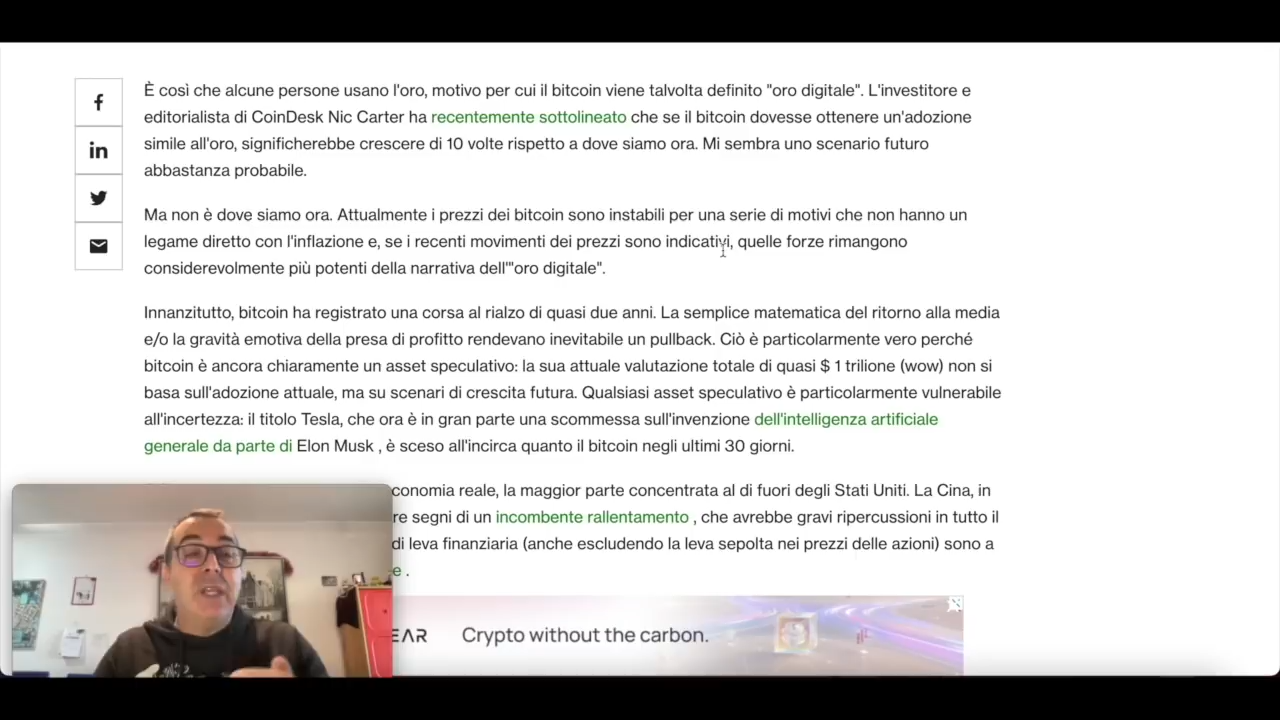 È così che alcune persone usano l'oro, motivo per cui il bitcoin viene talvolta definito "oro digitale". L'investitore e
editorialista di CoinDesk Nic Carter ha recentemente sottolineato che se il bitcoin dovesse ottenere un'adozione
simile all'oro, significherebbe crescere di 10 volte rispetto a dove siamo ora. Mi sembra uno scenario futuro
abbastanza probabile.
Ma non è dove siamo ora. Attualmente i prezzi dei bitcoin sono instabili per una serie di motivi che non hanno un
legame diretto con l'inflazione e, se i recenti movimenti dei prezzi sono indicativi, quelle forze rimangono
considerevolmente più potenti della narrativa dell'"oro digitale".
Innanzitutto, bitcoin ha registrato una corsa al rialzo di quasi due anni. La semplice matematica del ritorno alla media
e/o la gravità emotiva della presa di profitto rendevano inevitabile un pullback. Ciò è particolarmente vero perché
bitcoin è ancora chiaramente un asset speculativo: la sua attuale valutazione totale di quasi $ 1 trilione (wow) non si
basa sull'adozione attuale, ma su scenari di crescita futura. Qualsiasi asset speculativo è particolarmente vulnerabile
all'incertezza: il titolo Tesla, che ora è in gran parte una scommessa sull'invenzione dell'intelligenza artificiale
generale da parte di Elon Musk , è sceso all'incirca quanto il bitcoin negli ultimi 30 giorni.
conomia reale, la maggior parte concentrata al di fuori degli Stati Uniti. La Cina, in
re segni di un incombente rallentamento , che avrebbe gravi ripercussioni in tutto il
di leva finanziaria (anche escludendo la leva sepolta nei prezzi delle azioni) sono a
e .
EAR Crypto without the carbon.